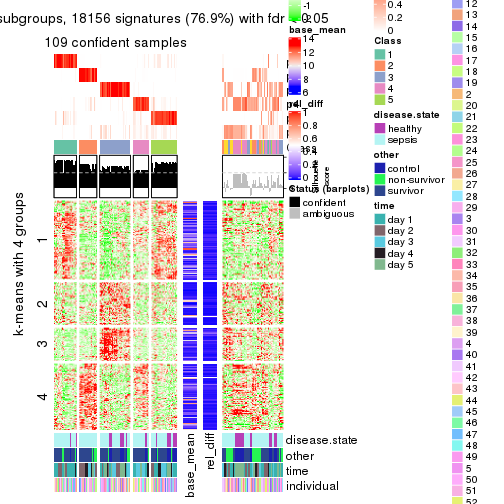 subgroups, 18156 signatures (76.9%) with fdr < 0.05
109 confident samples
k-means with 4 groups
1
2
3
4
base_mean
rel_diff
disease.state
other
time
individual
-1
base_mean
14
12
10
8
6
rel_diff
1
0.8
0.6
0.4
0.2
0
Status (barplots)
confident
ambiguous
0.4
0.2
0
Class
1
2
3
4
5
disease.state
healthy
sepsis
other
control
non-survivor
survivor
time
day 1
day 2
day 3
day 4
day 5
12
13
14
15
16
17
18
19
2
20
21
22
23
24
25
26
27
28
29
3
30
31
32
33
34
35
36
37
38
39
4
40
41
42
43
44
45
46
47
48
49
5
50
51
52